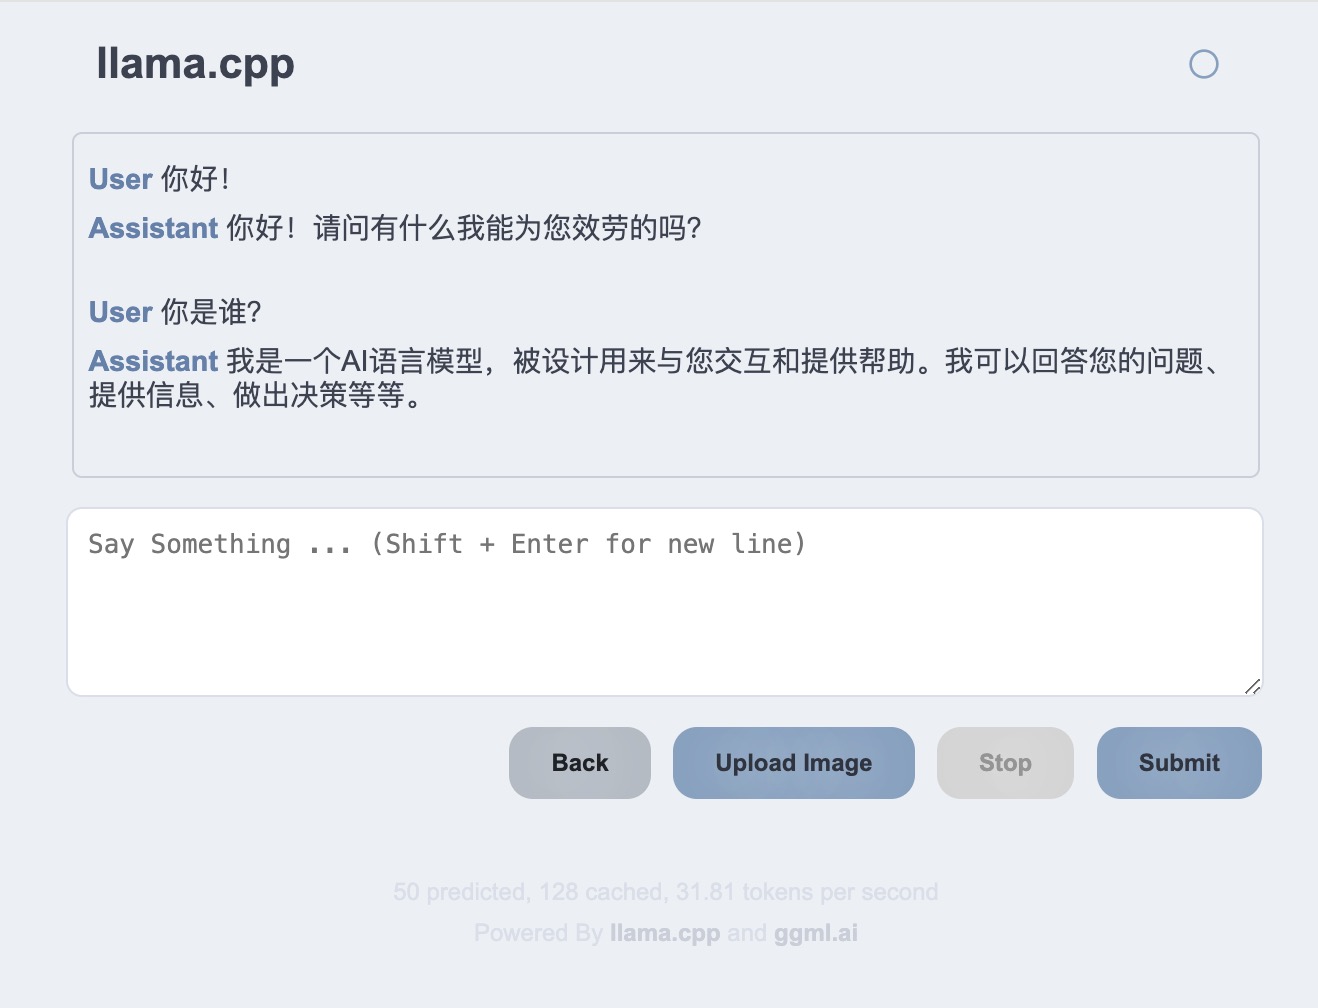 llama.cpp
User 你好！
Assistant 你好！请问有什么我能为您效劳的吗?
User 你是谁?
Assistant 我是一个AI语言模型，被设计用来与您交互和提供帮助。我可以回答您的问题、
提供信息、做出决策等等。
Say Something ... (Shift + Enter for new line)
Back Upload Image Stop Submit
50 predicted, 128 cached, 31.81 tokens per second
Powered By llama.cpp and ggml.ai